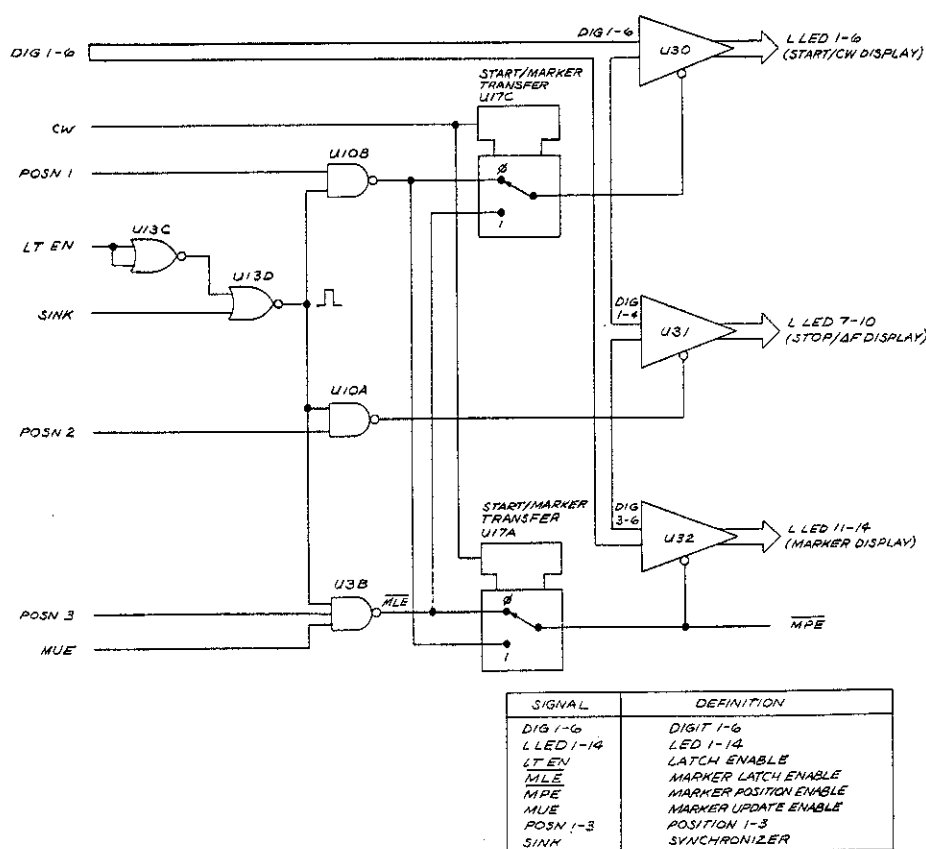 DIG 1-6
DIG 1-6
U30
L LED 1-6
(START/CW DISPLAY)
START/MARKER
TRANSFER
U17C
CW
U10B
POSN 1
Ø
1
U13C
LT EN
U13D
SINK
DIG
1-4
U31
L LED 7-10
(STOP/ΔF DISPLAY)
U10A
POSN 2
START/MARKER
TRANSFER
U17A
DIG
3-6
U32
L LED 11-14
(MARKER DISPLAY)
U3B
MLE
Ø
POSN 3
MPE
MUE
1
SIGNAL DEFINITION
DIG 1-6 DIGIT 1-6
L LED 1-14 LED 1-14
LT EN LATCH ENABLE
MLE MARKER LATCH ENABLE
MPE MARKER POSITION ENABLE
MUE MARKER UPDATE ENABLE
POSN 1-3 POSITION 1-3
SINK SYNCHRONIZER